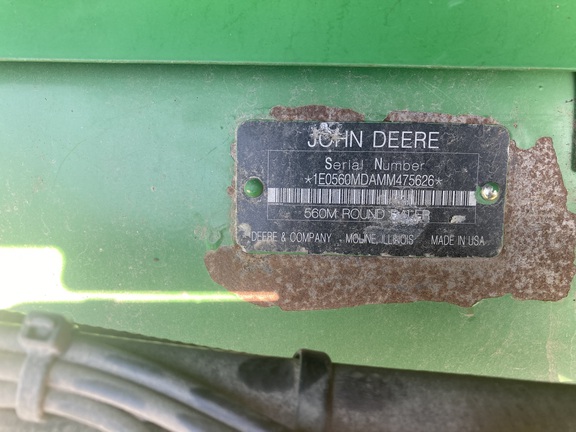 JOHN DEERE
Serial Number
*1E0560MDAMM475626*
560M ROUND BALER
DEERE & COMPANY , MOLINE, ILLINOIS MADE IN USA